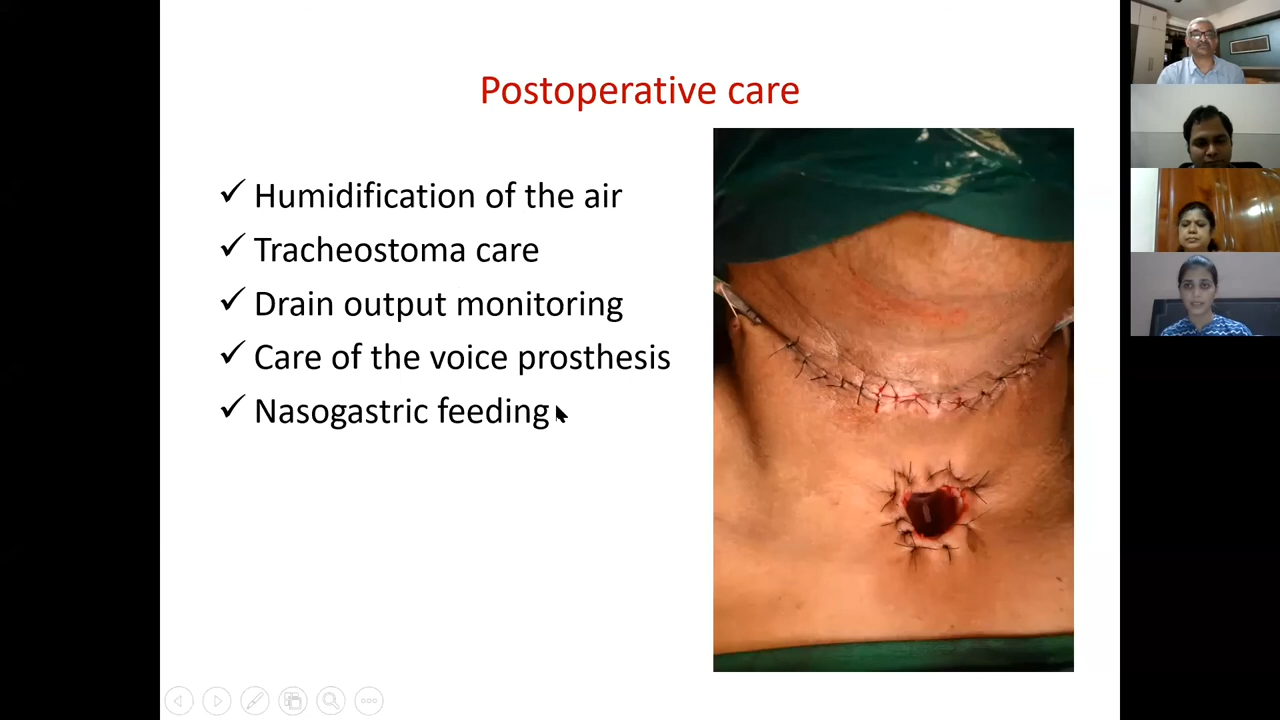 Postoperative care
✓ Humidification of the air
✓ Tracheostoma care
✓ Drain output monitoring
✓ Care of the voice prosthesis
✓ Nasogastric feeding